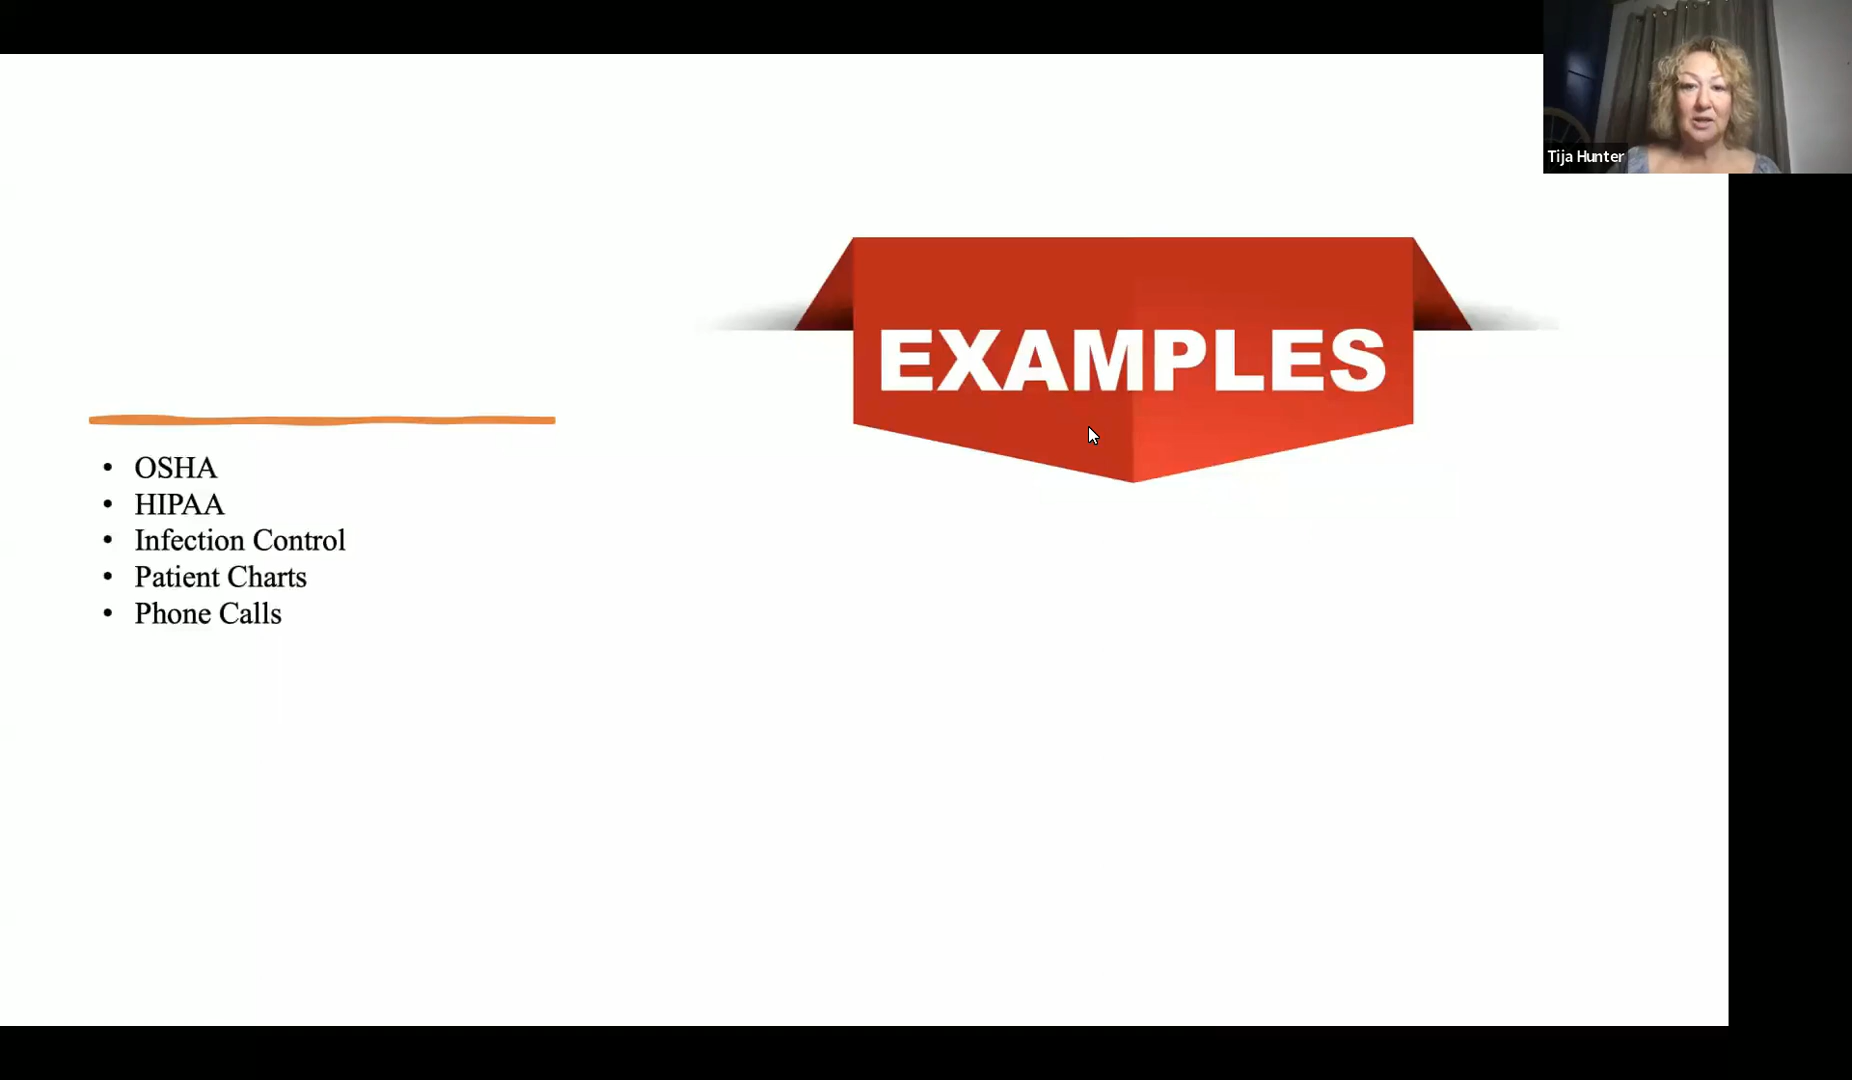 Tija Hunter
EXAMPLES
• OSHA
• HIPAA
• Infection Control
• Patient Charts
• Phone Calls